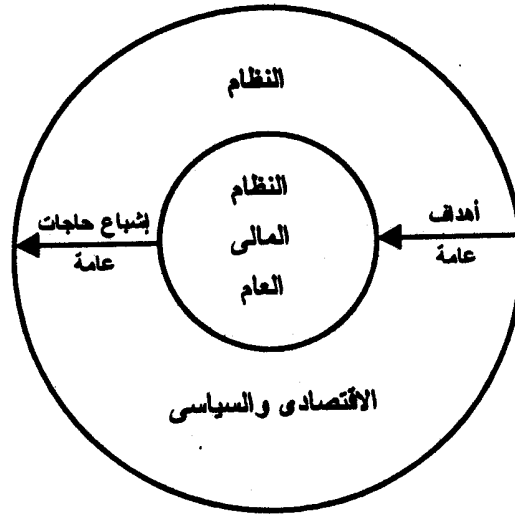 النظام
النظام
المالى
العام
أهداف
عامة
إشباع حاجات
عامة
الاقتصادى والسياسى